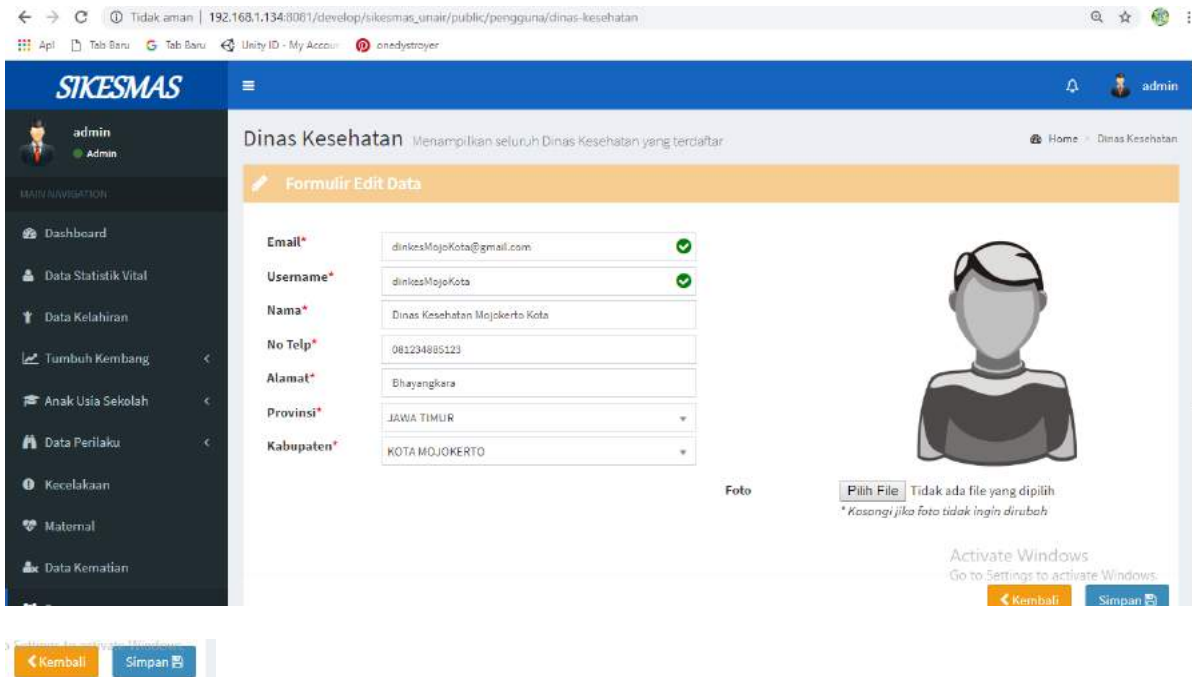 Tidak aman | 192.168.1.134:8081/develop/sikesmas_unair/public/pengguna/dinas-kesehatan
Apl Tab Baru Tab Baru Unity ID - My Accoun onedystroyer
SIKESMAS admin
admin
Admin
Dinas Kesehatan Menampilkan seluruh Dinas Kesehatan yang terdaftar Home > Dinas Kesehatan
MAIN NAVIGATION
Formulir Edit Data
Dashboard
Data Statistik Vital
Data Kelahiran
Tumbuh Kembang
Anak Usia Sekolah
Data Perilaku
Kecelakaan
Maternal
Data Kematian
Email* dinkesMojoKota@gmail.com
Username* dinkesMojoKota
Nama* Dinas Kesehatan Mojokerto Kota
No Telp* 081234885123
Alamat* Bhayangkara
Provinsi* JAWA TIMUR
Kabupaten* KOTA MOJOKERTO
Foto Pilih File Tidak ada file yang dipilih
* Kosongi jika foto tidak ingin dirubah
Activate Windows
Go to Settings to activate Windows.
Kembali Simpan
Settings to activate Windows.
Kembali Simpan